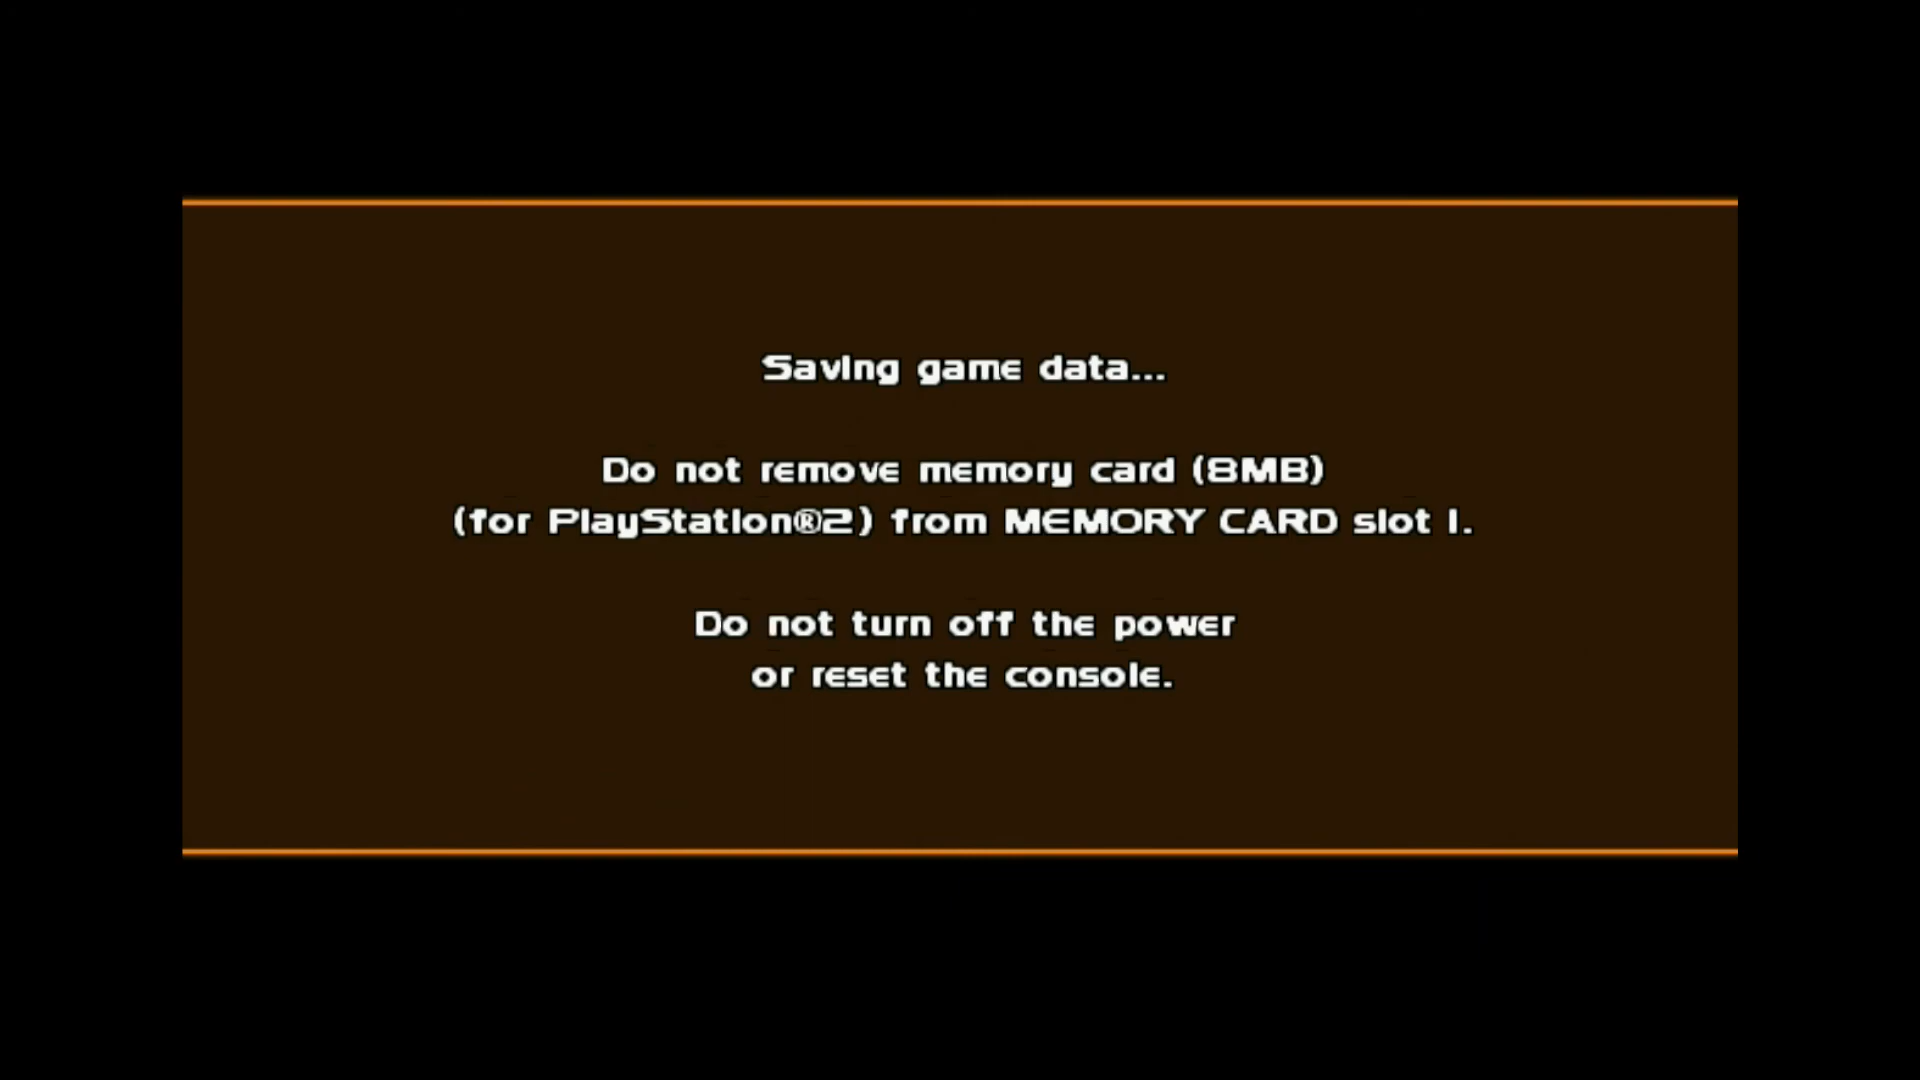 Saving game data...
Do not remove memory card (8MB)
(for PlayStation®2) from MEMORY CARD slot 1.
Do not turn off the power
or reset the console.